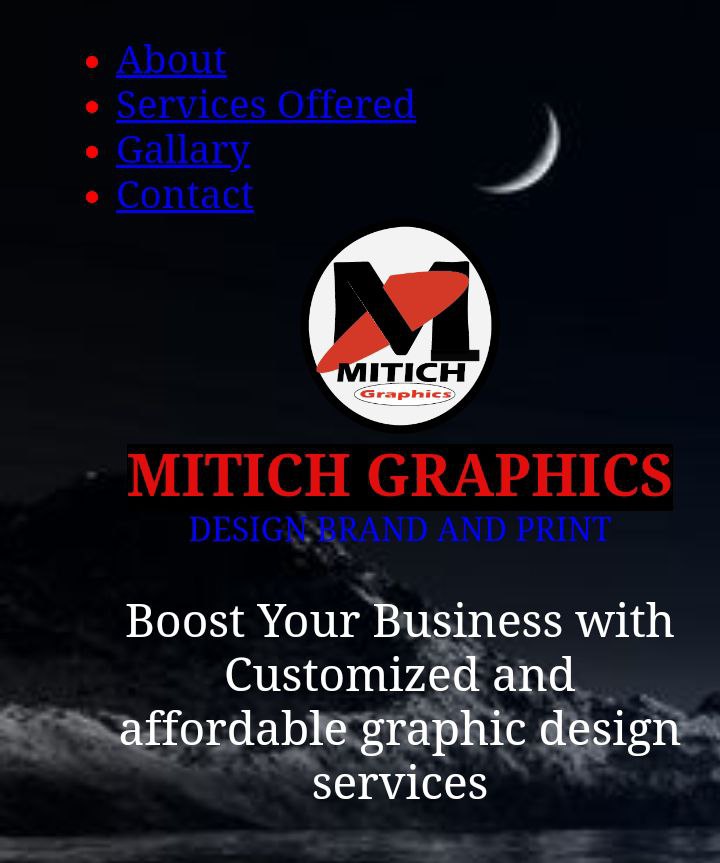 About
Services Offered
Gallary
Contact
M
MITICH
Graphics
MITICH GRAPHICS
DESIGN BRAND AND PRINT
Boost Your Business with
Customized and
affordable graphic design
services